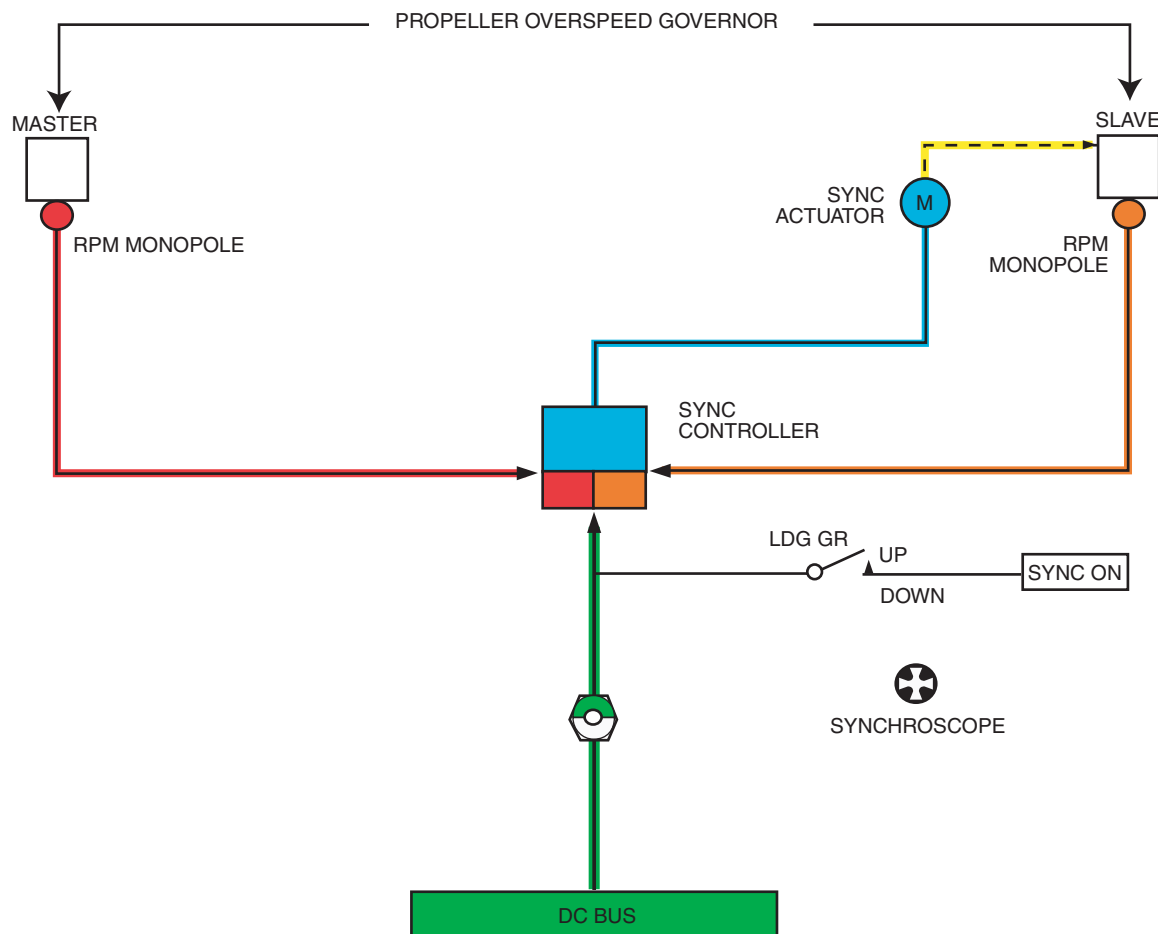 PROPELLER OVERSPEED GOVERNOR
MASTER
SLAVE
RPM MONOPOLE
SYNC
ACTUATOR
M
RPM
MONOPOLE
SYNC
CONTROLLER
LDG GR
UP
DOWN
SYNC ON
SYNCHROSCOPE
DC BUS